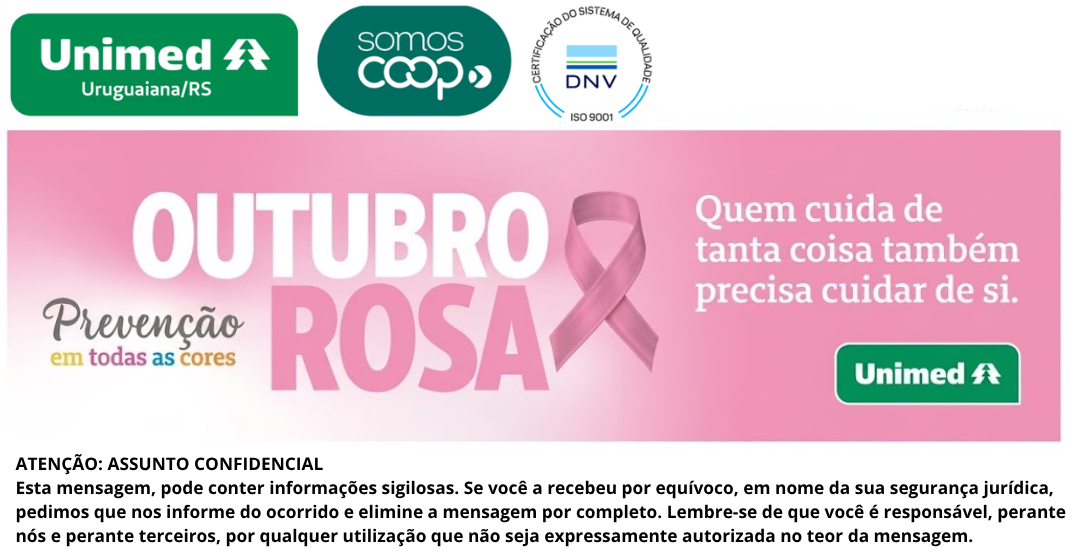 Unimed
Uruguaiana/RS
somos
coop
CERTIFICAÇÃO DO SISTEMA DE QUALIDADE
DNV
ISO 9001
OUTUBRO
ROSA
Prevenção
em todas as cores
Quem cuida de
tanta coisa também
precisa cuidar de si.
Unimed
ATENÇÃO: ASSUNTO CONFIDENCIAL
Esta mensagem, pode conter informações sigilosas. Se você a recebeu por equívoco, em nome da sua segurança jurídica,
pedimos que nos informe do ocorrido e elimine a mensagem por completo. Lembre-se de que você é responsável, perante
nós e perante terceiros, por qualquer utilização que não seja expressamente autorizada no teor da mensagem.